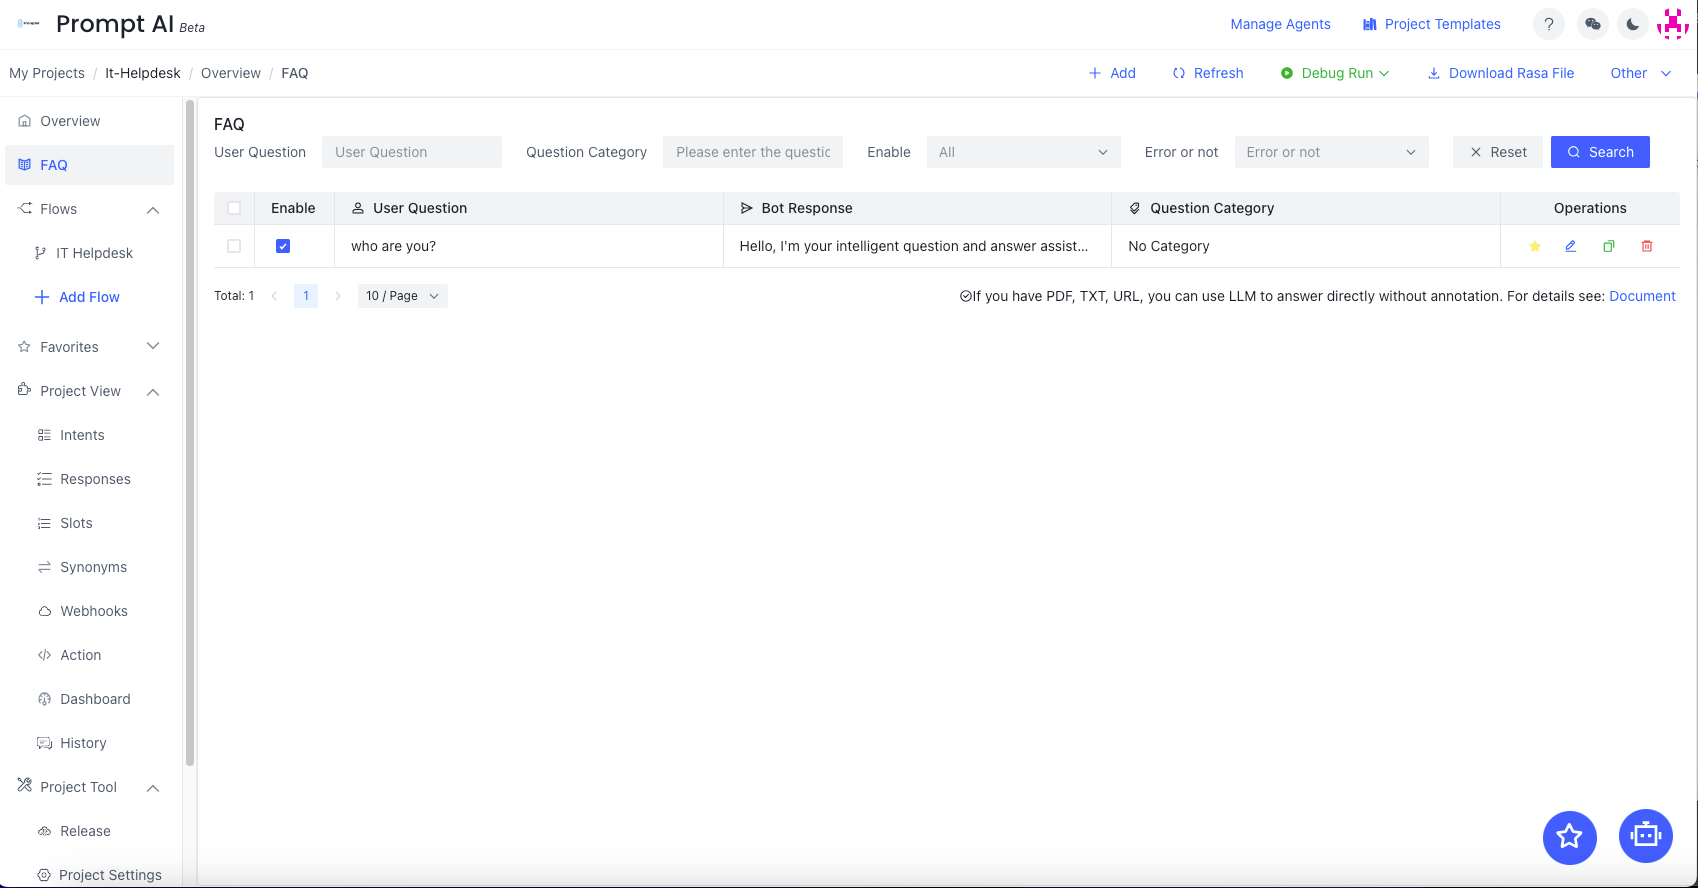 Prompt AI Beta
Manage Agents
Project Templates
?
My Projects / It-Helpdesk / Overview / FAQ
Add
Refresh
Debug Run
Download Rasa File
Other
Overview
FAQ
Flows
IT Helpdesk
Add Flow
Favorites
Project View
Intents
Responses
Slots
Synonyms
Webhooks
Action
Dashboard
History
Project Tool
Release
Project Settings
FAQ
User Question User Question Question Category Please enter the questic Enable All Error or not Error or not Reset Search
Enable User Question Bot Response Question Category Operations
who are you? Hello, I'm your intelligent question and answer assist... No Category
Total: 1 1 10 / Page
If you have PDF, TXT, URL, you can use LLM to answer directly without annotation. For details see: Document